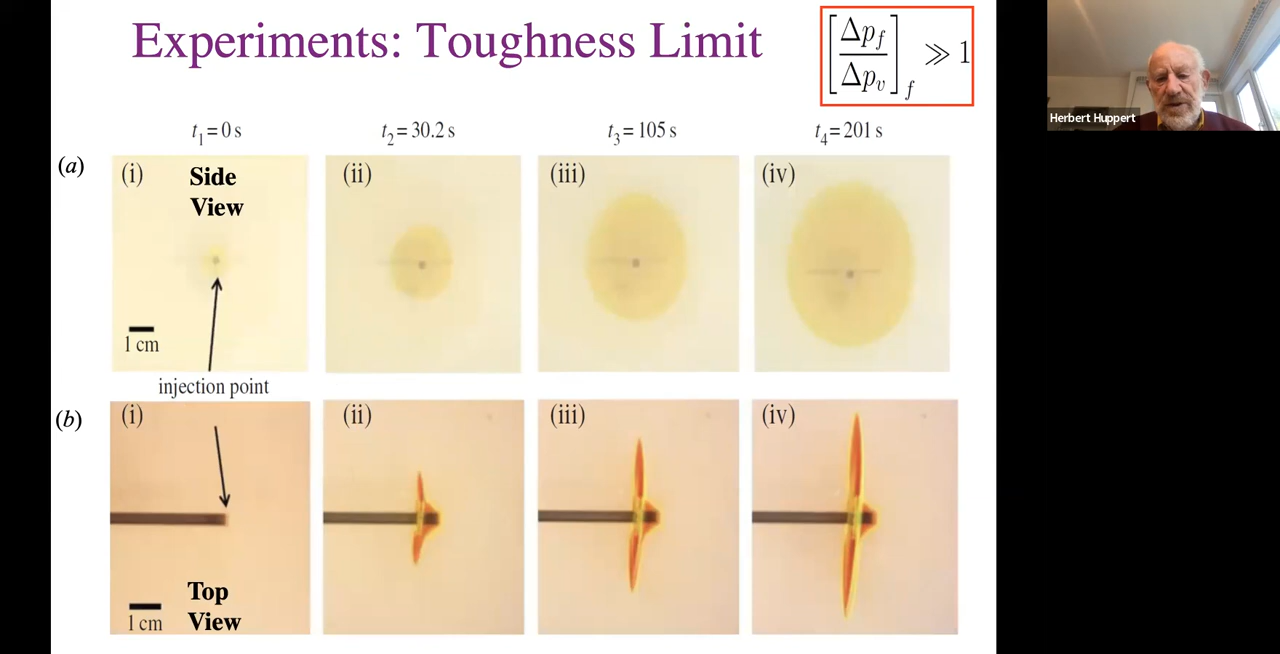 Experiments: Toughness Limit
[Δp_f / Δp_v]_f ≫ 1
Herbert Huppert
t₁ = 0 s
t₂ = 30.2 s
t₃ = 105 s
t₄ = 201 s
(a)
(i)
Side
View
(ii)
(iii)
(iv)
1 cm
injection point
(b)
(i)
(ii)
(iii)
(iv)
Top
View
1 cm